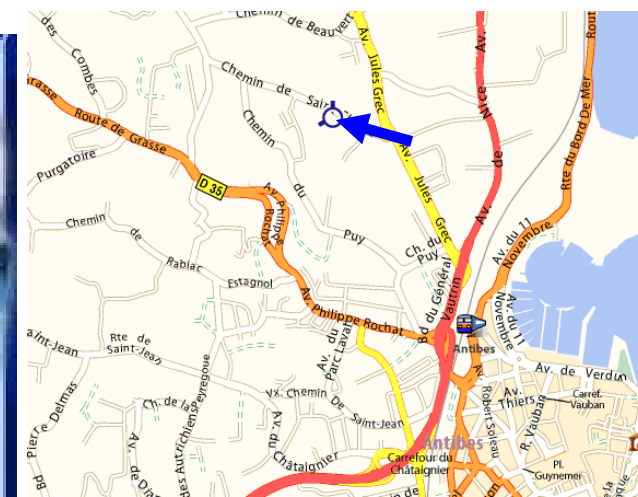 des Combes
Chemin de Beauvert
Av. Jules Grec
Av. de Nice
Rte du Bord De Mer
Chemin de
Grasse
Route de Grasse
Purgatoire
D 35
Av. Philippe Rochat
Chemin du Puy
Av. Jules Grec
Ch. du Puy
Av. du 11 Novembre
Chemin de Rabiac
Estagnol
Av. Philippe Rochat
Bd du Général Vautrin
Antibes
Av. du 11 Novembre
Rte de Saint-Jean
Av. du Parc Lavall
Av. de Verdun
Carref. Vauban
Av. Thiers
R. Vauban
Av. Robert Soleau
Vx. Chemin De Saint-Jean
Bd Pierre-Delmas
Ch. de la
Peyregoue
Av. du Châtaignier
Antibes
Carrefour du Châtaignier
Pl. Guynemer
Chemin de
de la